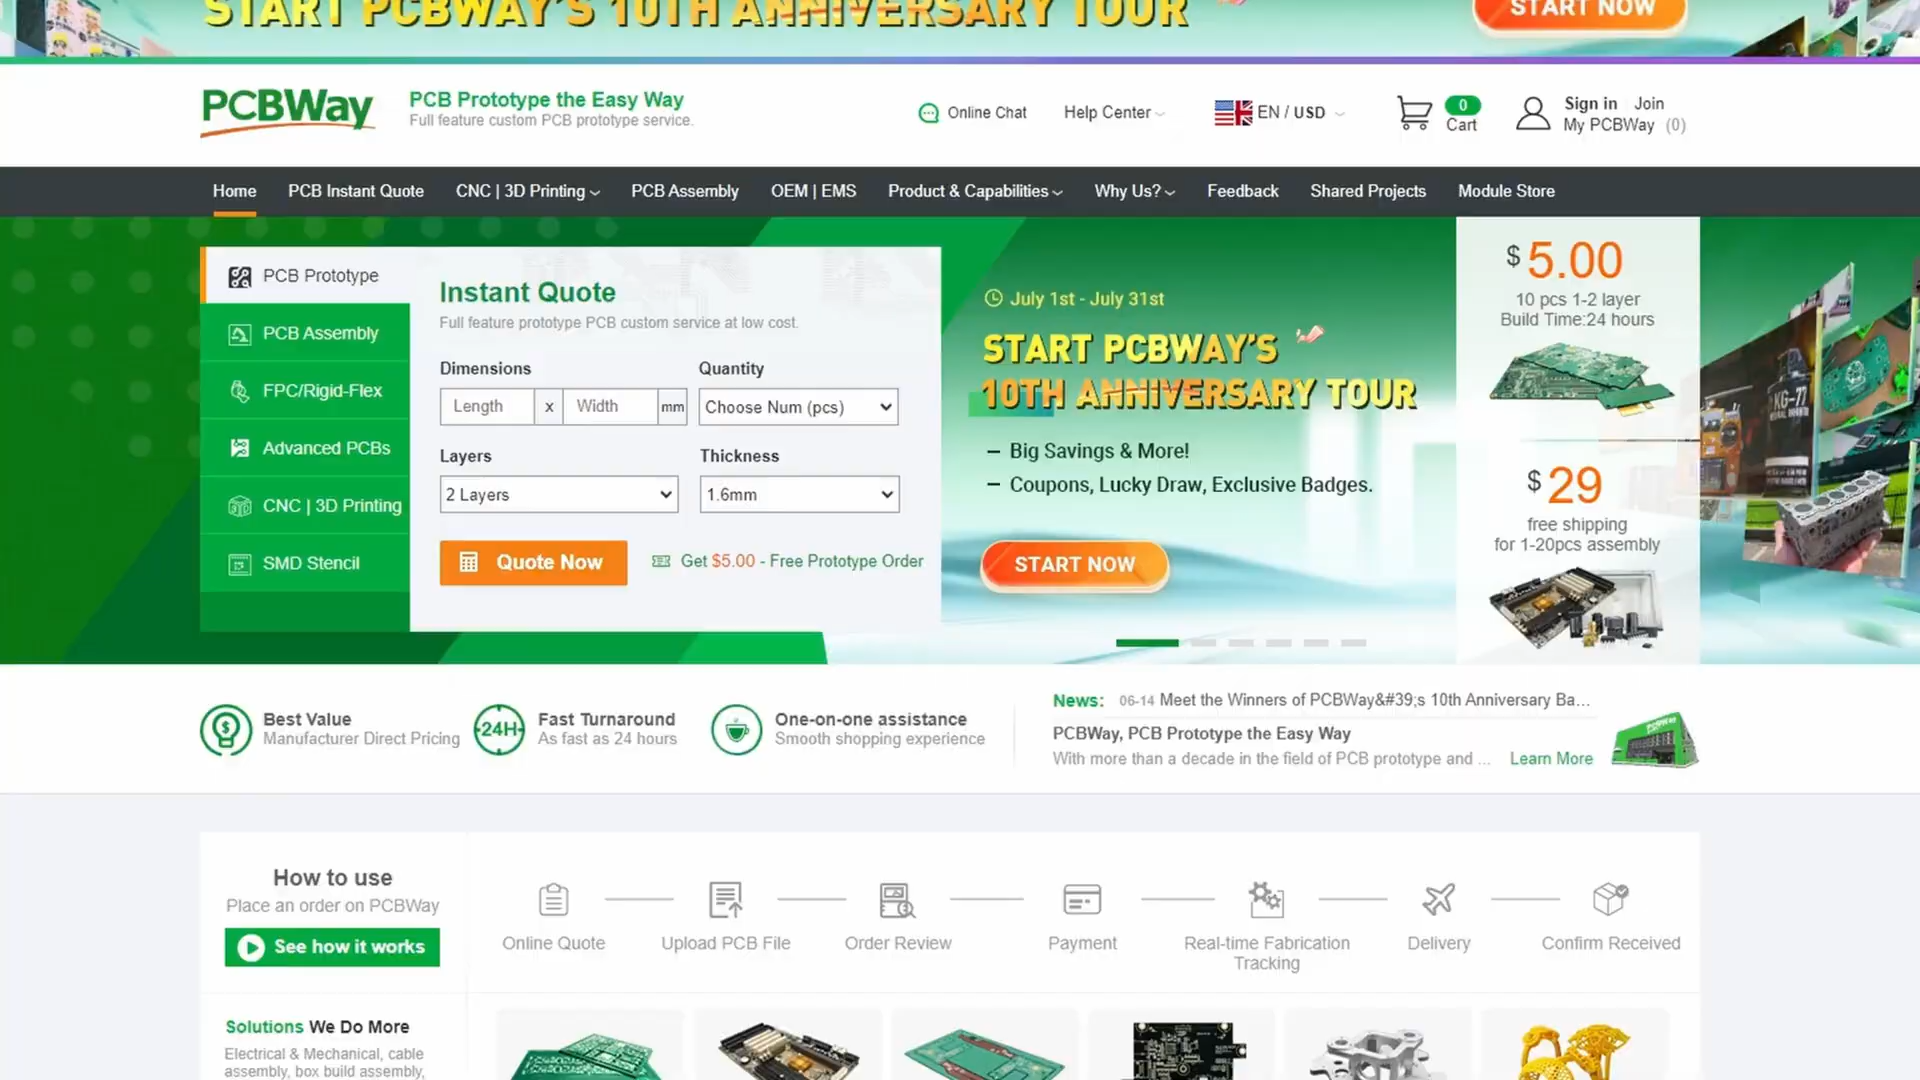 START PCBWAY'S 10TH ANNIVERSARY TOUR
START NOW
PCBWay
PCB Prototype the Easy Way
Full feature custom PCB prototype service.
Online Chat
Help Center
EN / USD
0
Cart
Sign in Join
My PCBWay (0)
Home PCB Instant Quote CNC | 3D Printing PCB Assembly OEM | EMS Product & Capabilities Why Us? Feedback Shared Projects Module Store
PCB Prototype
PCB Assembly
FPC/Rigid-Flex
Advanced PCBs
CNC | 3D Printing
SMD Stencil
Instant Quote
Full feature prototype PCB custom service at low cost.
Dimensions
Quantity
Length x Width mm
Choose Num (pcs)
Layers
Thickness
2 Layers
1.6mm
Quote Now
Get $5.00 - Free Prototype Order
July 1st - July 31st
START PCBWAY'S
10TH ANNIVERSARY TOUR
– Big Savings & More!
– Coupons, Lucky Draw, Exclusive Badges.
START NOW
$ 5.00
10 pcs 1-2 layer
Build Time:24 hours
$ 29
free shipping
for 1-20pcs assembly
KG-77
Best Value
Manufacturer Direct Pricing
24H
Fast Turnaround
As fast as 24 hours
One-on-one assistance
Smooth shopping experience
News: 06-14 Meet the Winners of PCBWay&#39;s 10th Anniversary Ba...
PCBWay, PCB Prototype the Easy Way
With more than a decade in the field of PCB prototype and ... Learn More
How to use
Place an order on PCBWay
See how it works
Online Quote
Upload PCB File
Order Review
Payment
Real-time Fabrication
Tracking
Delivery
Confirm Received
Solutions We Do More
Electrical & Mechanical, cable
assembly, box build assembly,